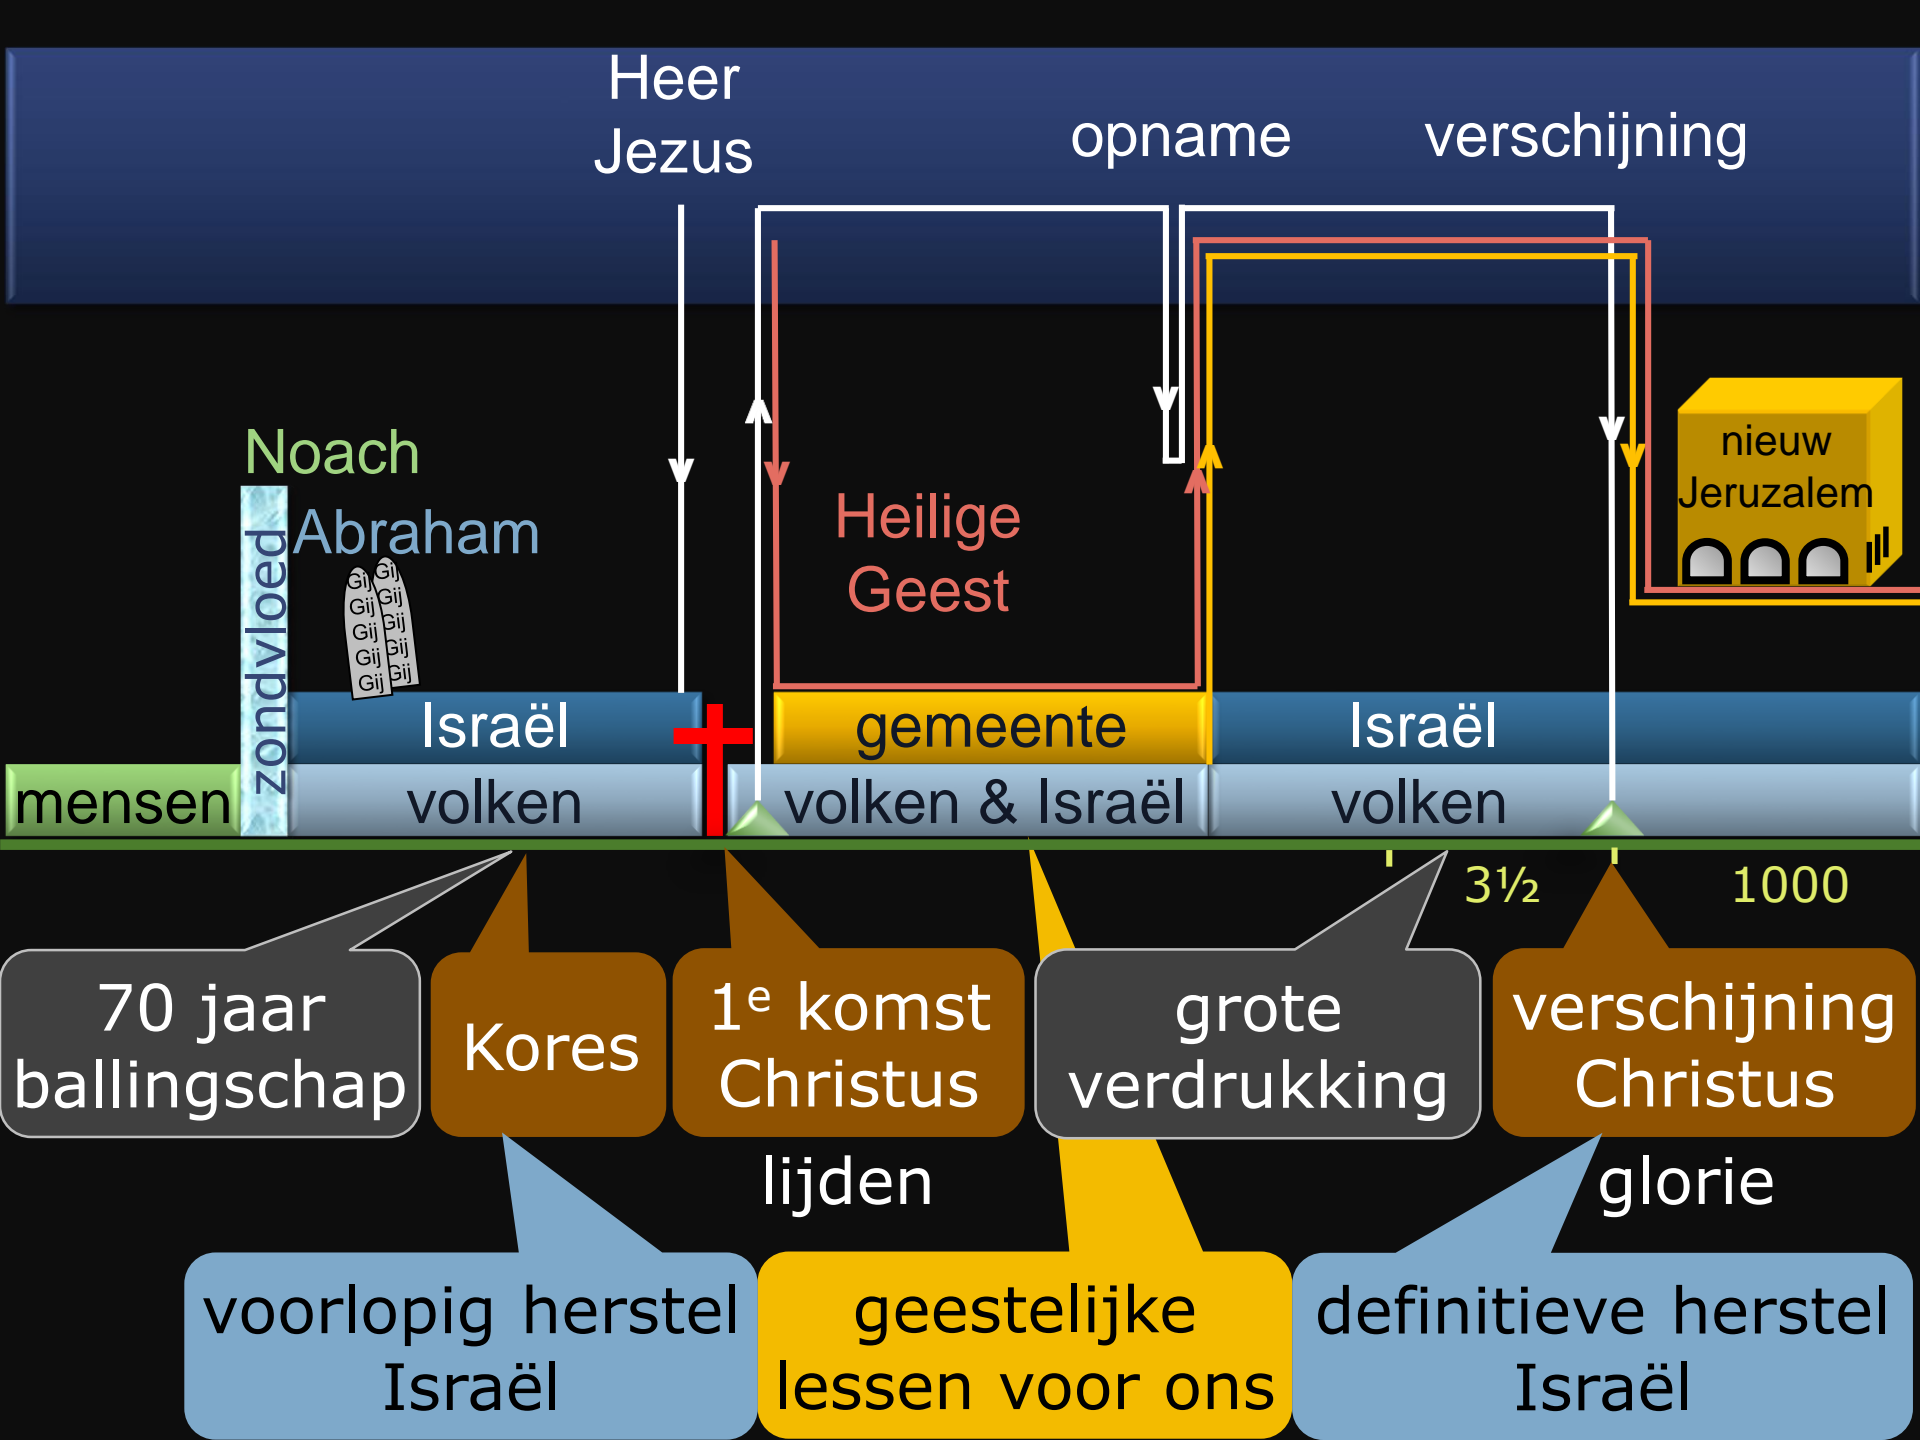 Heer
Jezus
opname
verschijning
Noach
Abraham
zondvloed
Gij
Gij
Gij
Gij
Gij
Gij
Gij
Gij
Gij
Gij
Heilige
Geest
nieuw
Jeruzalem
Israël
gemeente
Israël
mensen
volken
volken & Israël
volken
3½
1000
70 jaar
ballingschap
Kores
1e komst
Christus
grote
verdrukking
verschijning
Christus
lijden
glorie
voorlopig herstel
Israël
geestelijke
lessen voor ons
definitieve herstel
Israël